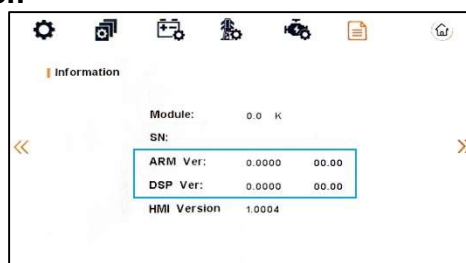 Information
Module: 0.0 K
SN:
ARM Ver: 0.0000 00.00
DSP Ver: 0.0000 00.00
HMI Version 1.0004